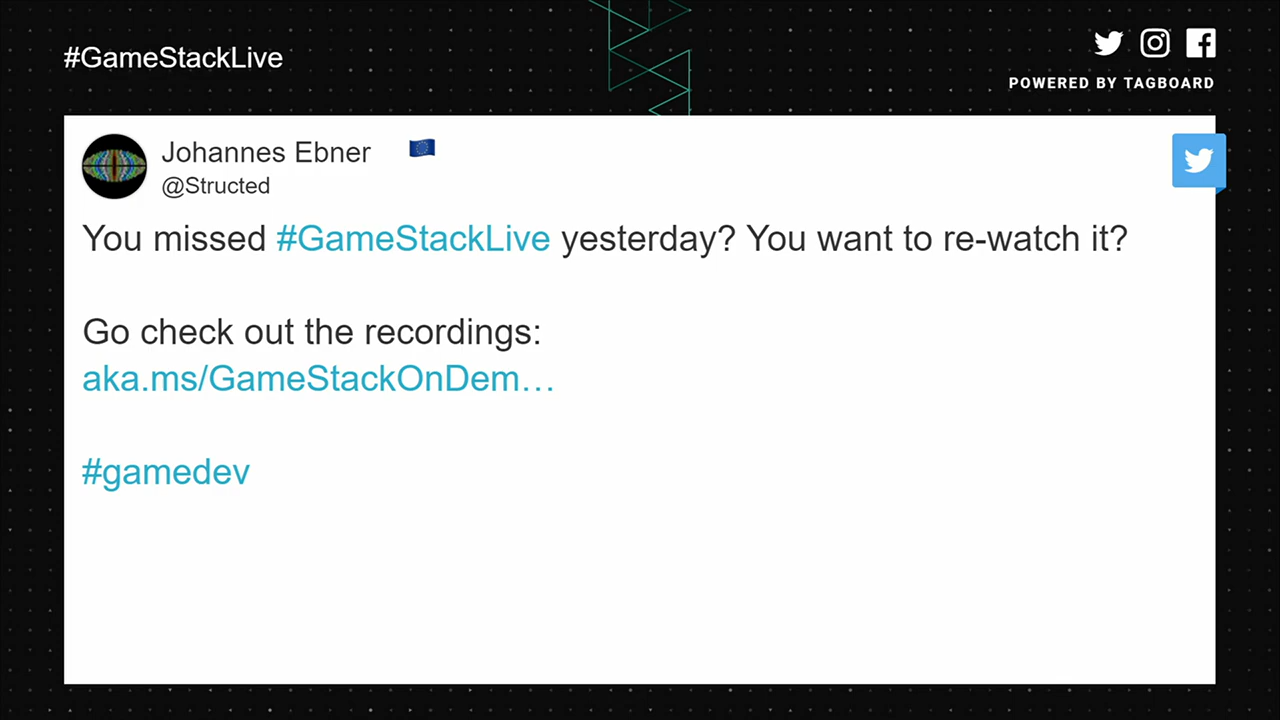 #GameStackLive
POWERED BY TAGBOARD
Johannes Ebner
@Structed
You missed #GameStackLive yesterday? You want to re-watch it?
Go check out the recordings:
aka.ms/GameStackOnDem…
#gamedev